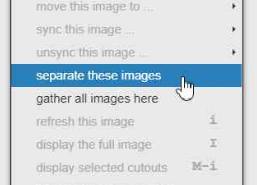 move this image to ...
sync this image ...
unsync this image ...
separate these images
gather all images here
refresh this image i
display the full image I
display selected cutouts M-i